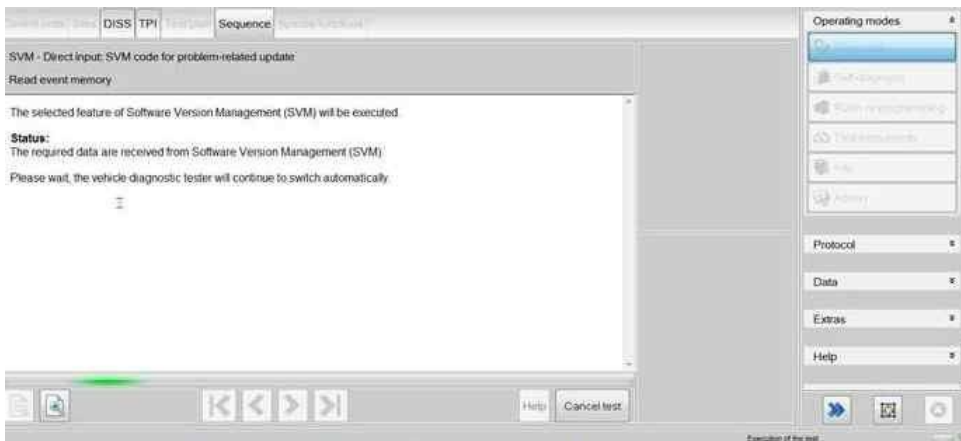 DISS TPI Sequence
Operating modes
SVM - Direct input: SVM code for problem-related update
Read event memory
The selected feature of Software Version Management (SVM) will be executed.
Status:
The required data are received from Software Version Management (SVM)
Please wait, the vehicle diagnostic tester will continue to switch automatically.
Protocol
Data
Extras
Help
Help
Cancel test
Execution of the test